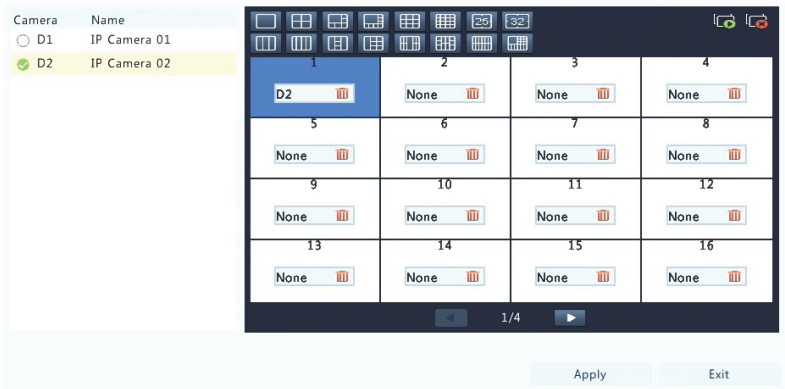 Camera Name
D1 IP Camera 01
D2 IP Camera 02
25 32
1 2 3 4
D2 None None None
5 6 7 8
None None None None
9 10 11 12
None None None None
13 14 15 16
None None None None
1/4
Apply Exit